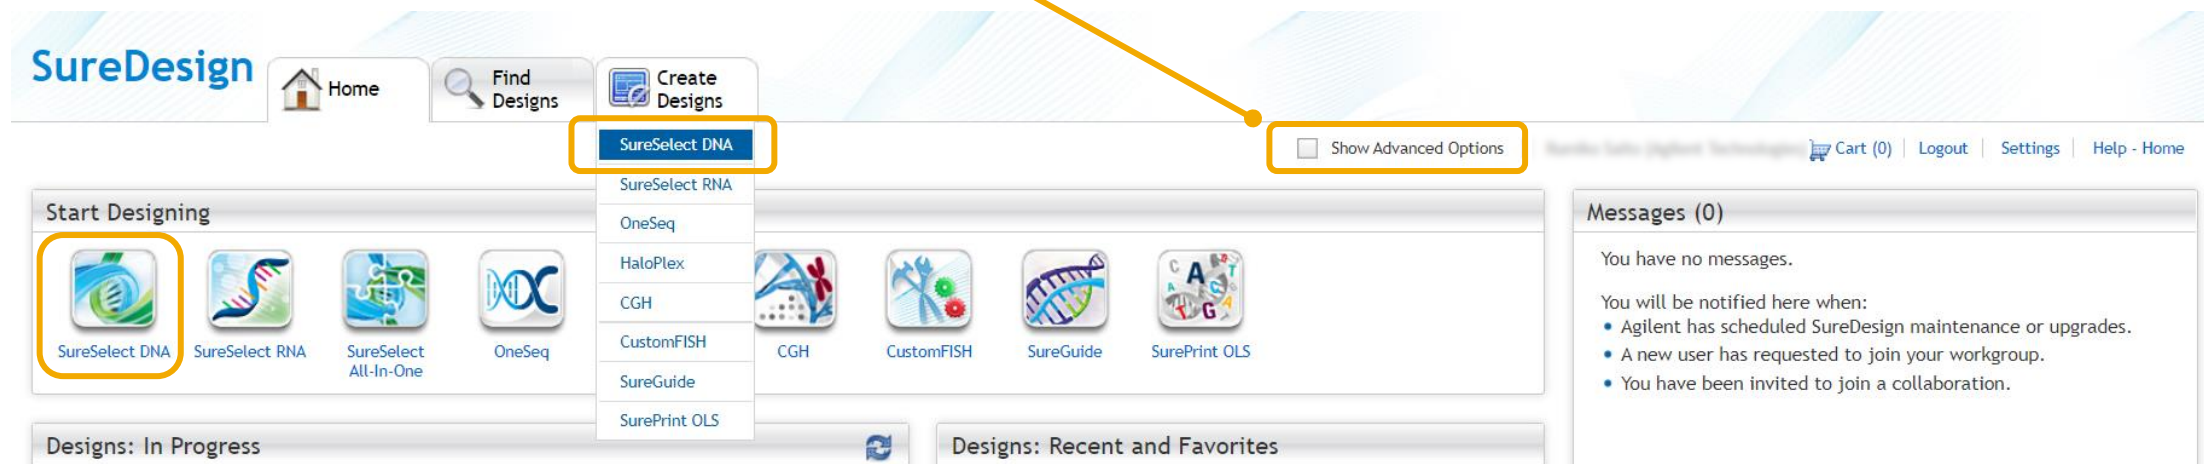 SureDesign
Home
Find
Designs
Create
Designs
SureSelect DNA
SureSelect RNA
OneSeq
HaloPlex
CGH
CustomFISH
SureGuide
SurePrint OLS
Show Advanced Options
Cart (0)
Logout
Settings
Help - Home
Start Designing
SureSelect DNA
SureSelect RNA
SureSelect
All-In-One
OneSeq
CGH
CustomFISH
SureGuide
SurePrint OLS
Messages (0)
You have no messages.
You will be notified here when:
• Agilent has scheduled SureDesign maintenance or upgrades.
• A new user has requested to join your workgroup.
• You have been invited to join a collaboration.
Designs: In Progress
Designs: Recent and Favorites